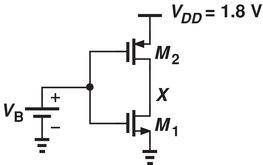 V_DD = 1.8 V
M_2
X
V_B
+
−
M_1